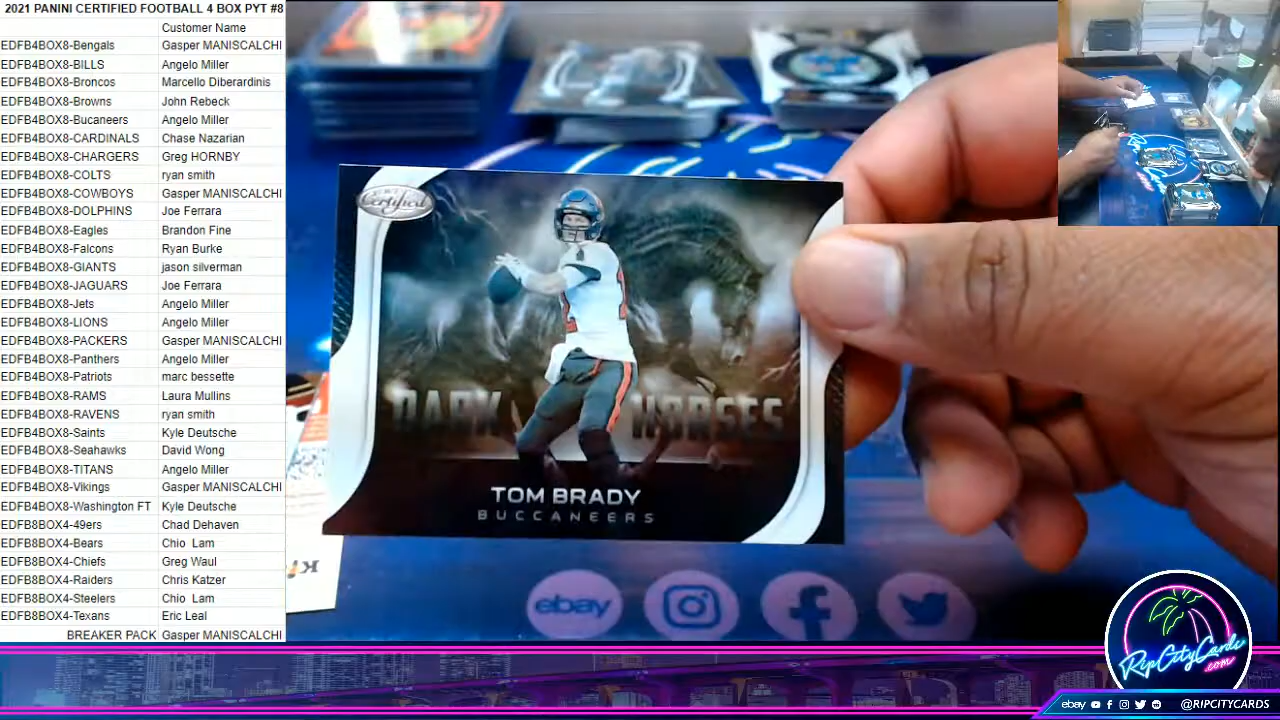 2021 PANINI CERTIFIED FOOTBALL 4 BOX PYT #8
Customer Name
EDFB4BOX8-Bengals Gasper MANISCALCHI
EDFB4BOX8-BILLS Angelo Miller
EDFB4BOX8-Broncos Marcello Diberardinis
EDFB4BOX8-Browns John Rebeck
EDFB4BOX8-Bucaneers Angelo Miller
EDFB4BOX8-CARDINALS Chase Nazarian
EDFB4BOX8-CHARGERS Greg HORNBY
EDFB4BOX8-COLTS ryan smith
EDFB4BOX8-COWBOYS Gasper MANISCALCHI
EDFB4BOX8-DOLPHINS Joe Ferrara
EDFB4BOX8-Eagles Brandon Fine
EDFB4BOX8-Falcons Ryan Burke
EDFB4BOX8-GIANTS jason silverman
EDFB4BOX8-JAGUARS Joe Ferrara
EDFB4BOX8-Jets Angelo Miller
EDFB4BOX8-LIONS Angelo Miller
EDFB4BOX8-PACKERS Gasper MANISCALCHI
EDFB4BOX8-Panthers Angelo Miller
EDFB4BOX8-Patriots marc bessette
EDFB4BOX8-RAMS Laura Mullins
EDFB4BOX8-RAVENS ryan smith
EDFB4BOX8-Saints Kyle Deutsche
EDFB4BOX8-Seahawks David Wong
EDFB4BOX8-TITANS Angelo Miller
EDFB4BOX8-Vikings Gasper MANISCALCHI
EDFB4BOX8-Washington FT Kyle Deutsche
EDFB8BOX4-49ers Chad Dehaven
EDFB8BOX4-Bears Chio Lam
EDFB8BOX4-Chiefs Greg Waul
EDFB8BOX4-Raiders Chris Katzer
EDFB8BOX4-Steelers Chio Lam
EDFB8BOX4-Texans Eric Leal
BREAKER PACK Gasper MANISCALCHI
Certified
DARK HORSES
TOM BRADY
BUCCANEERS
ebay
RipCityCards
.com
ebay @RIPCITYCARDS